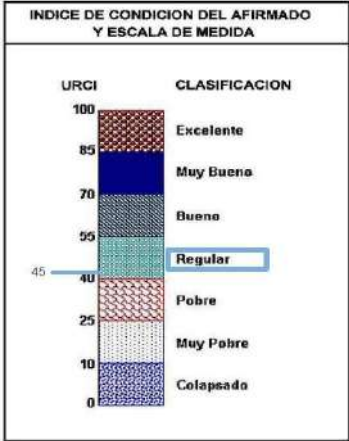 INDICE DE CONDICION DEL AFIRMADO
Y ESCALA DE MEDIDA
URCI CLASIFICACION
100
Excelente
85
Muy Bueno
70
Bueno
55
Regular
45
40
Pobre
25
Muy Pobre
10
Colapsado
0